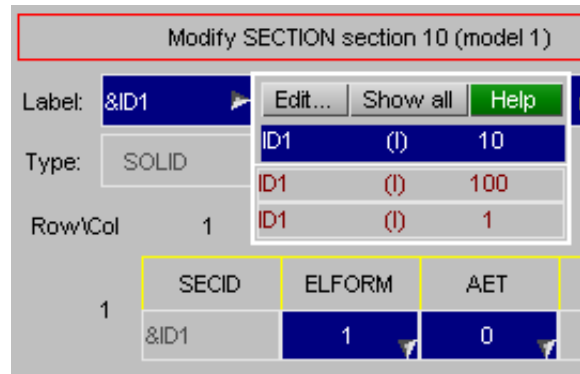 Modify SECTION section 10 (model 1)
Label: &ID1
Edit... Show all Help
ID1 (I) 10
Type: SOLID
ID1 (I) 100
Row\Col 1
ID1 (I) 1
SECID ELFORM AET
1
&ID1 1 0